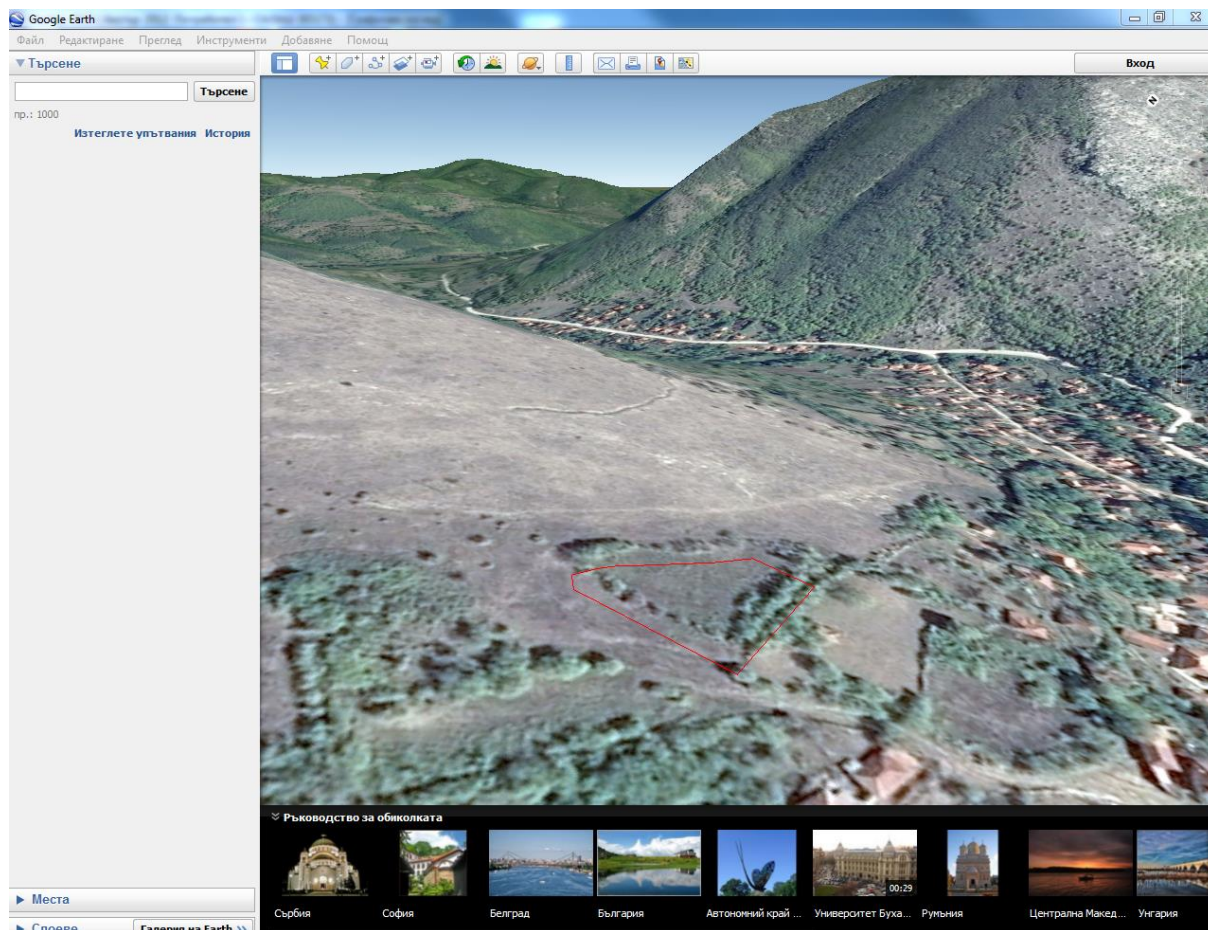 Google Earth
Файл Редактиране Преглед Инструменти Добавяне Помощ
Търсене
Вход
Търсене
пр.: 1000
Изтеглете упътвания История
Ръководство за обиколката
00:29
Сърбия София Белград България Автономний край ... Университет Буха... Румъния Централна Макед... Унгария
Места
Слоеве Галерия на Earth